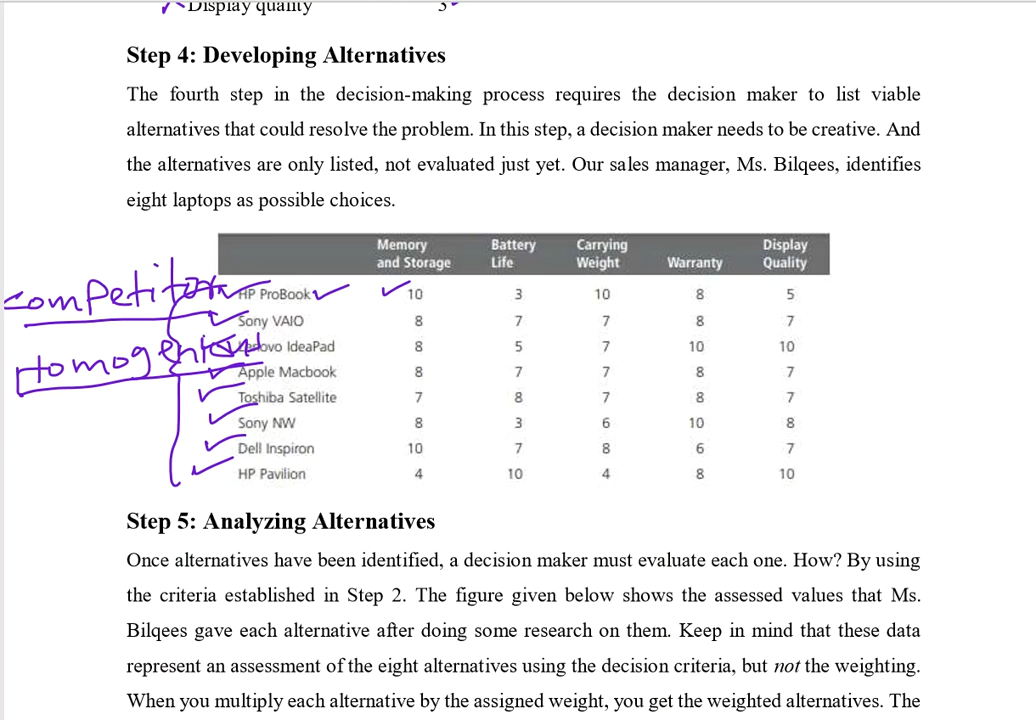 Display quality 3
Step 4: Developing Alternatives
The fourth step in the decision-making process requires the decision maker to list viable
alternatives that could resolve the problem. In this step, a decision maker needs to be creative. And
the alternatives are only listed, not evaluated just yet. Our sales manager, Ms. Bilqees, identifies
eight laptops as possible choices.
Memory and Storage Battery Life Carrying Weight Warranty Display Quality
HP ProBook 10 3 10 8 5
Sony VAIO 8 7 7 8 7
Lenovo IdeaPad 8 5 7 10 10
Apple Macbook 8 7 7 8 7
Toshiba Satellite 7 8 7 8 7
Sony NW 8 3 6 10 8
Dell Inspiron 10 7 8 6 7
HP Pavilion 4 10 4 8 10
Step 5: Analyzing Alternatives
Once alternatives have been identified, a decision maker must evaluate each one. How? By using
the criteria established in Step 2. The figure given below shows the assessed values that Ms.
Bilqees gave each alternative after doing some research on them. Keep in mind that these data
represent an assessment of the eight alternatives using the decision criteria, but not the weighting.
When you multiply each alternative by the assigned weight, you get the weighted alternatives. The